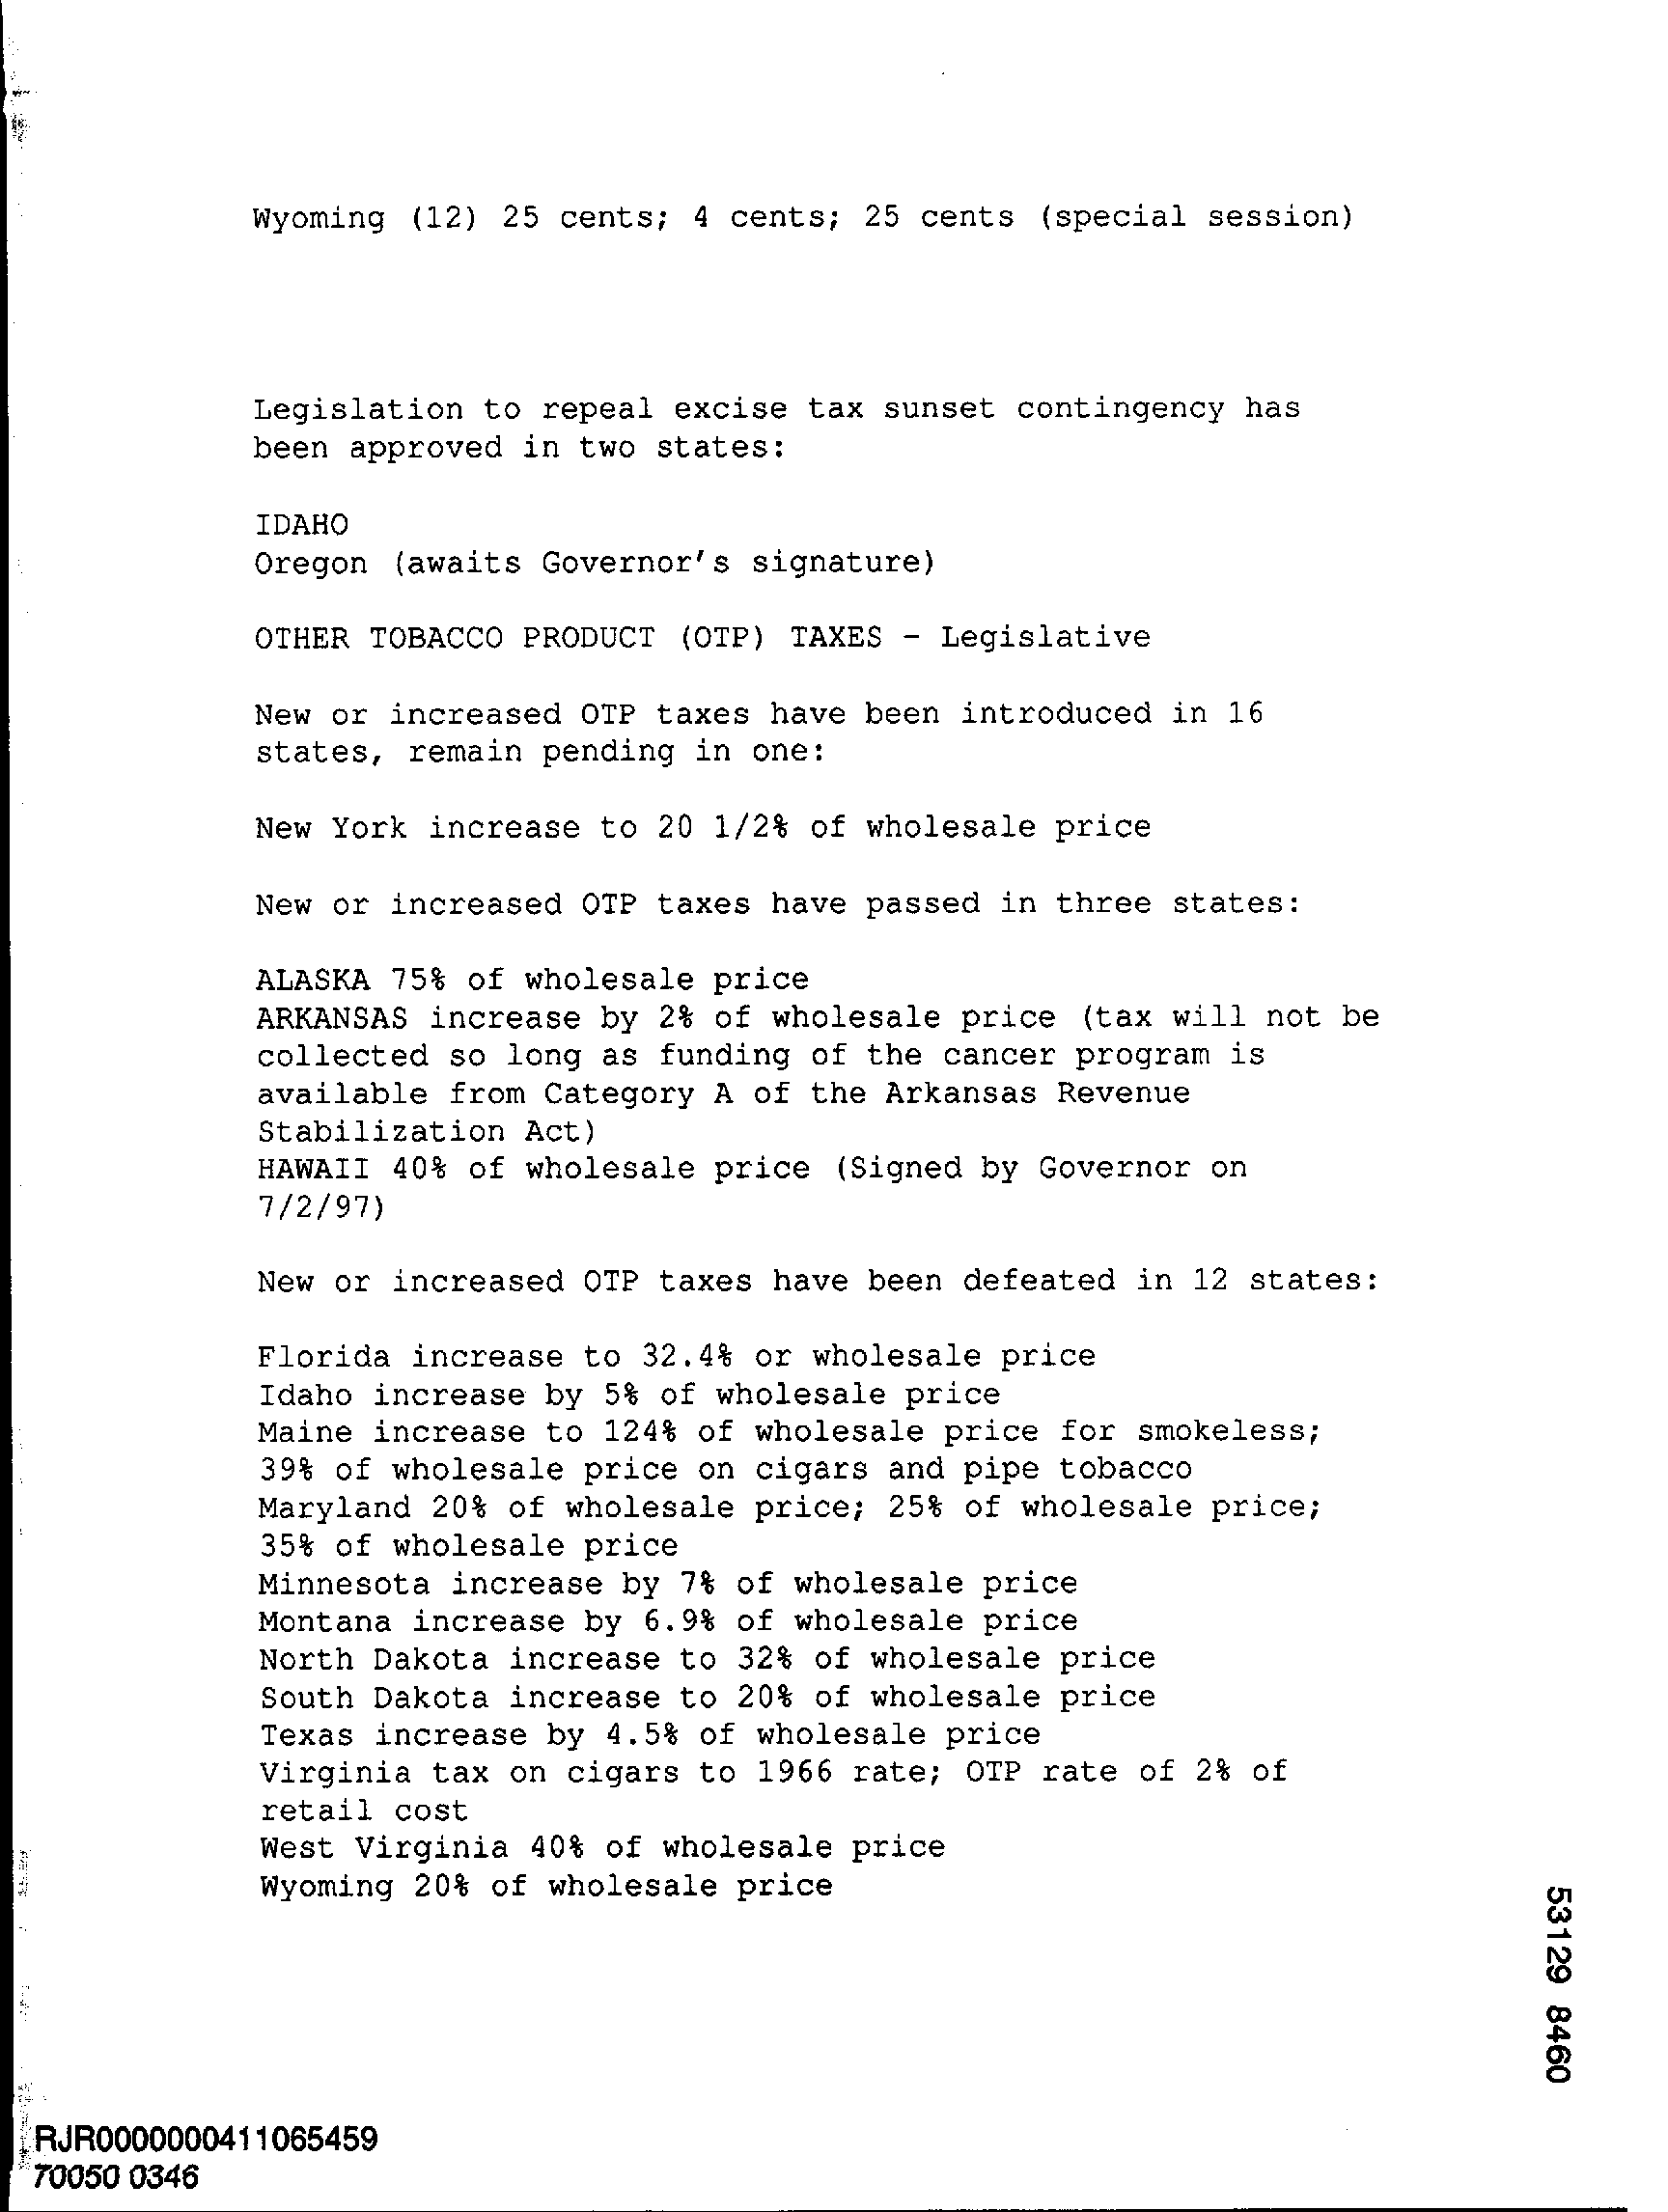 Wyoming (12) 25 cents; 4 cents; 25 cents (special session)
Legislation to repeal excise tax sunset contingency has
been approved in two states:
IDAHO
Oregon (awaits Governor's signature)
OTHER TOBACCO PRODUCT (OTP) TAXES - Legislative
New or increased OTP taxes have been introduced in 16
states, remain pending in one:
New York increase to 20 1/2% of wholesale price
New or increased OTP taxes have passed in three states:
ALASKA 75% of wholesale price
ARKANSAS increase by 2% of wholesale price (tax will not be
collected so long as funding of the cancer program is
available from Category A of the Arkansas Revenue
Stabilization Act)
HAWAII 40% of wholesale price (Signed by Governor on
7/2/97)
New or increased OTP taxes have been defeated in 12 states:
Florida increase to 32.4% or wholesale price
Idaho increase by 5% of wholesale price
Maine increase to 124% of wholesale price for smokeless;
39% of wholesale price on cigars and pipe tobacco
Maryland 20% of wholesale price; 25% of wholesale price;
35% of wholesale price
Minnesota increase by 7% of wholesale price
Montana increase by 6.9% of wholesale price
North Dakota increase to 32% of wholesale price
South Dakota increase to 20% of wholesale price
Texas increase by 4.5% of wholesale price
Virginia tax on cigars to 1966 rate; OTP rate of 2% of
retail cost
West Virginia 40% of wholesale price
Wyoming 20% of wholesale price
53129 8460
RJR0000000411065459
70050 0346